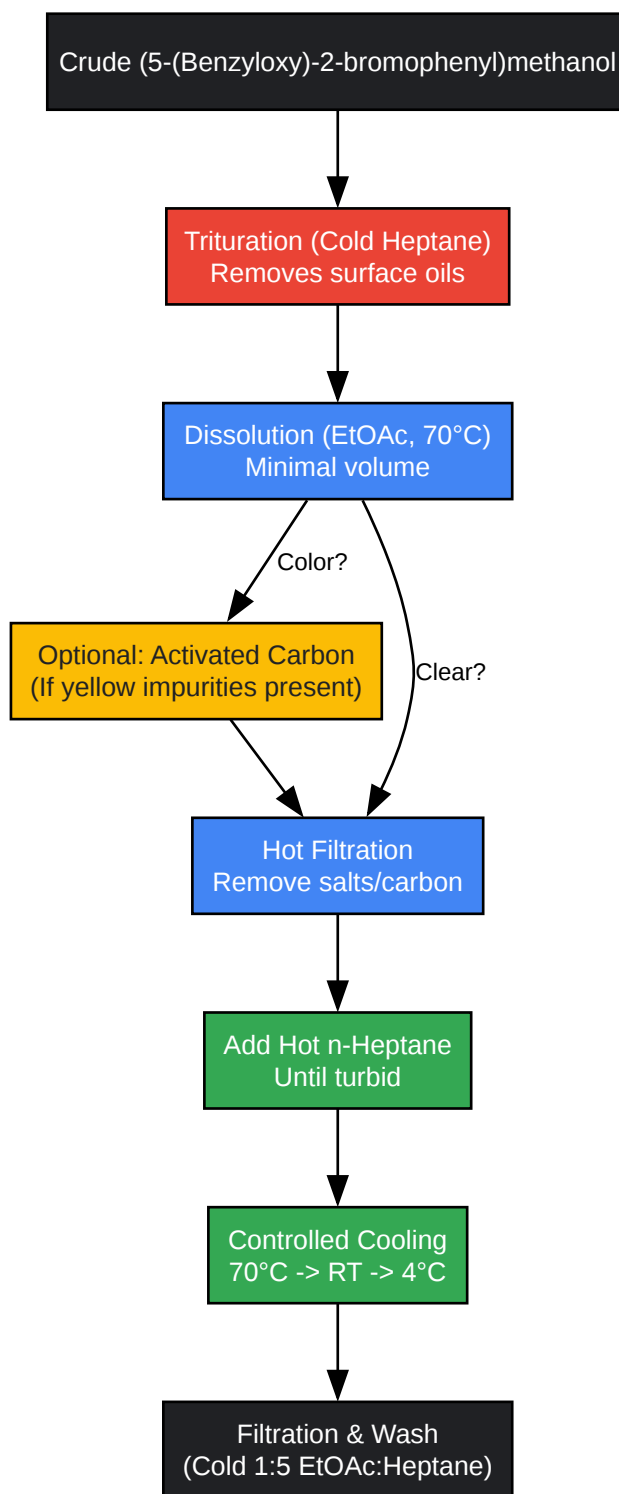 Crude (5-(Benzyloxy)-2-bromophenyl)methanol
Trituration (Cold Heptane)
Removes surface oils
Dissolution (EtOAc, 70°C)
Minimal volume
Color?
Optional: Activated Carbon
(If yellow impurities present)
Clear?
Hot Filtration
Remove salts/carbon
Add Hot n-Heptane
Until turbid
Controlled Cooling
70°C -> RT -> 4°C
Filtration & Wash
(Cold 1:5 EtOAc:Heptane)